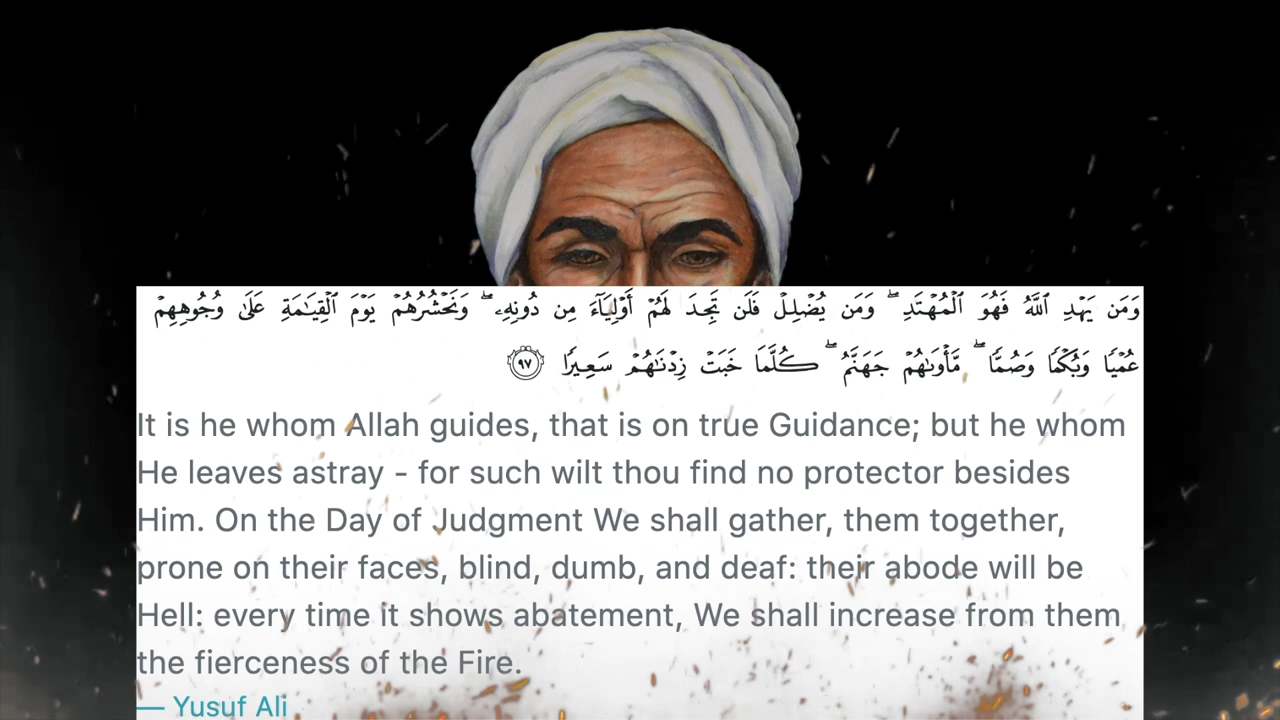 وَمَن يَهْدِ ٱللَّهُ فَهُوَ ٱلْمُهْتَدِ ۖ وَمَن يُضْلِلْ فَلَن تَجِدَ لَهُمْ أَوْلِيَآءَ مِن دُونِهِۦ ۖ وَنَحْشُرُهُمْ يَوْمَ ٱلْقِيَـٰمَةِ عَلَىٰ وُجُوهِهِمْ
عُمْيًا وَبُكْمًا وَصُمًّا ۖ مَّأْوَىٰهُمْ جَهَنَّمُ ۖ كُلَّمَا خَبَتْ زِدْنَـٰهُمْ سَعِيرًا ٩٧
It is he whom Allah guides, that is on true Guidance; but he whom
He leaves astray - for such wilt thou find no protector besides
Him. On the Day of Judgment We shall gather, them together,
prone on their faces, blind, dumb, and deaf: their abode will be
Hell: every time it shows abatement, We shall increase from them
the fierceness of the Fire.
— Yusuf Ali